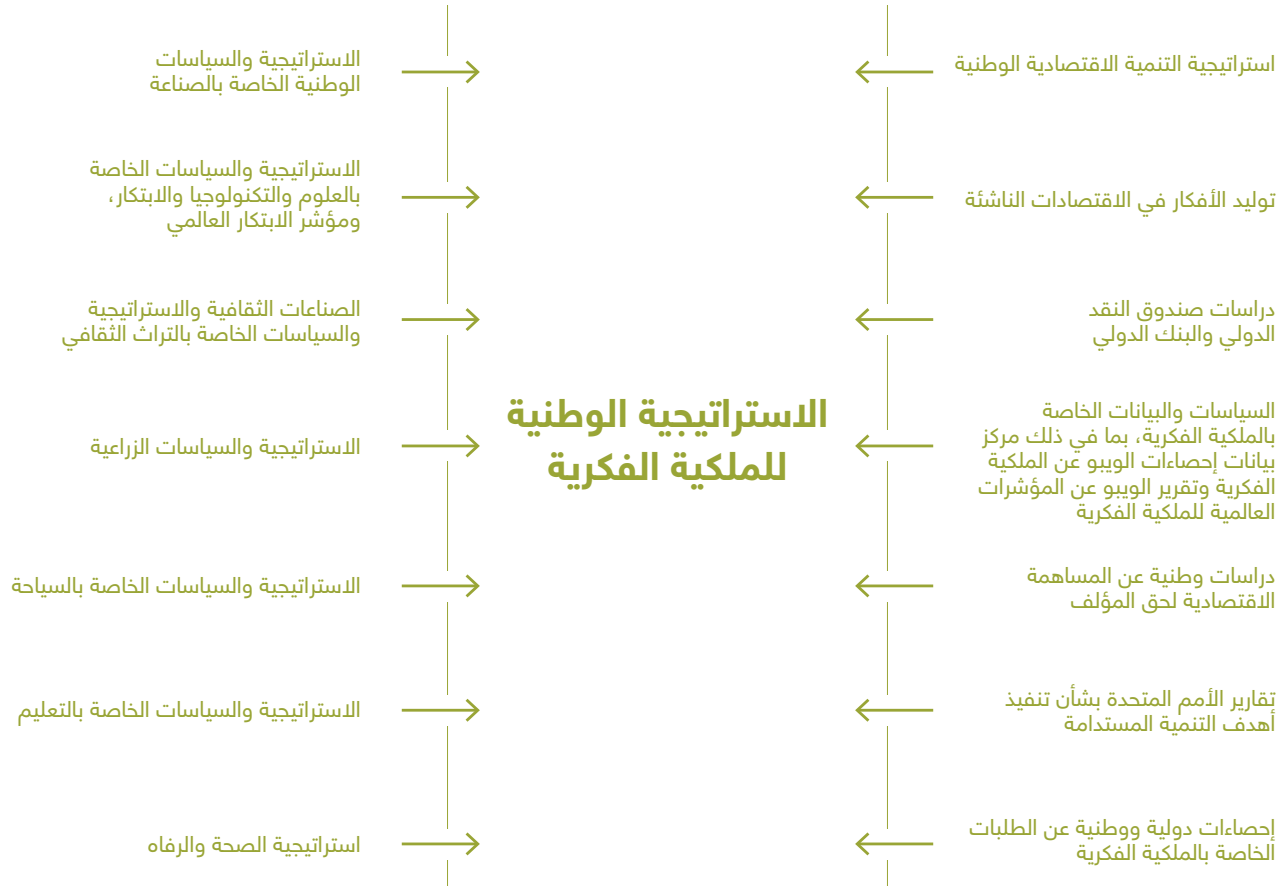 استراتيجية التنمية الاقتصادية الوطنية
توليد الأفكار في الاقتصادات الناشئة
دراسات صندوق النقد
الدولي والبنك الدولي
السياسات والبيانات الخاصة
بالملكية الفكرية، بما في ذلك مركز
بيانات إحصاءات الويبو عن الملكية
الفكرية وتقرير الويبو عن المؤشرات
العالمية للملكية الفكرية
دراسات وطنية عن المساهمة
الاقتصادية لحق المؤلف
تقارير الأمم المتحدة بشأن تنفيذ
أهدف التنمية المستدامة
إحصاءات دولية ووطنية عن الطلبات
الخاصة بالملكية الفكرية
الاستراتيجية الوطنية
للملكية الفكرية
الاستراتيجية والسياسات
الوطنية الخاصة بالصناعة
الاستراتيجية والسياسات الخاصة
بالعلوم والتكنولوجيا والابتكار،
ومؤشر الابتكار العالمي
الصناعات الثقافية والاستراتيجية
والسياسات الخاصة بالتراث الثقافي
الاستراتيجية والسياسات الزراعية
الاستراتيجية والسياسات الخاصة بالسياحة
الاستراتيجية والسياسات الخاصة بالتعليم
استراتيجية الصحة والرفاه